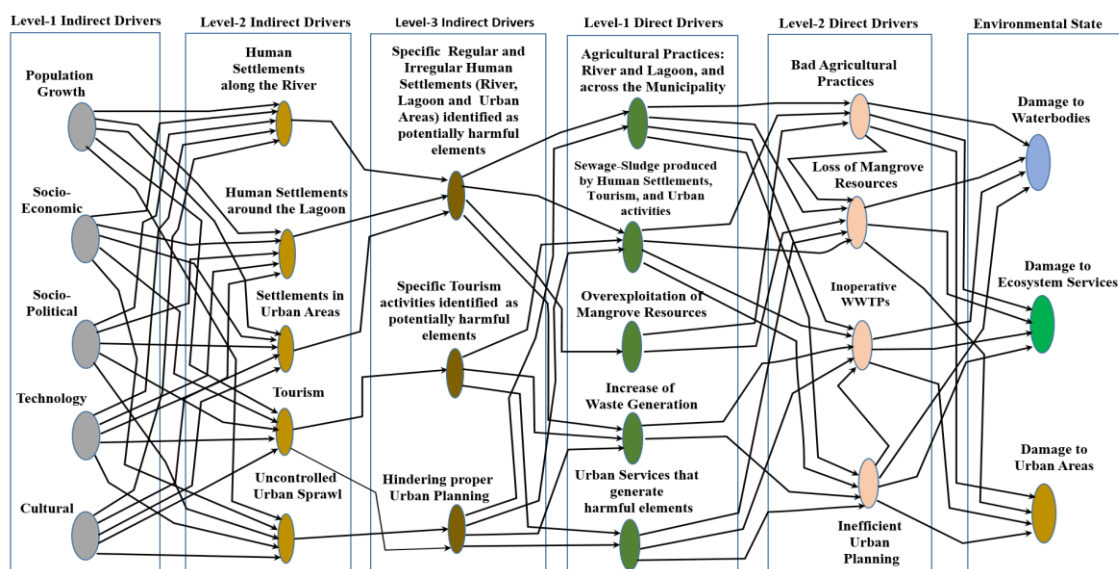 Level-1 Indirect Drivers
Population
Growth
Socio-
Economic
Socio-
Political
Technology
Cultural
Level-2 Indirect Drivers
Human
Settlements
along the River
Human Settlements
around the Lagoon
Settlements in
Urban Areas
Tourism
Uncontrolled
Urban Sprawl
Level-3 Indirect Drivers
Specific Regular and
Irregular Human
Settlements (River,
Lagoon and Urban
Areas) identified as
potentially harmful
elements
Specific Tourism
activities identified as
potentially harmful
elements
Hindering proper
Urban Planning
Level-1 Direct Drivers
Agricultural Practices:
River and Lagoon, and
across the Municipality
Sewage-Sludge produced
by Human Settlements,
Tourism, and Urban
activities
Overexploitation of
Mangrove Resources
Increase of
Waste Generation
Urban Services that
generate
harmful elements
Level-2 Direct Drivers
Bad Agricultural
Practices
Loss of Mangrove
Resources
Inoperative
WWTPs
Inefficient
Urban
Planning
Environmental State
Damage to
Waterbodies
Damage to
Ecosystem Services
Damage to
Urban Areas